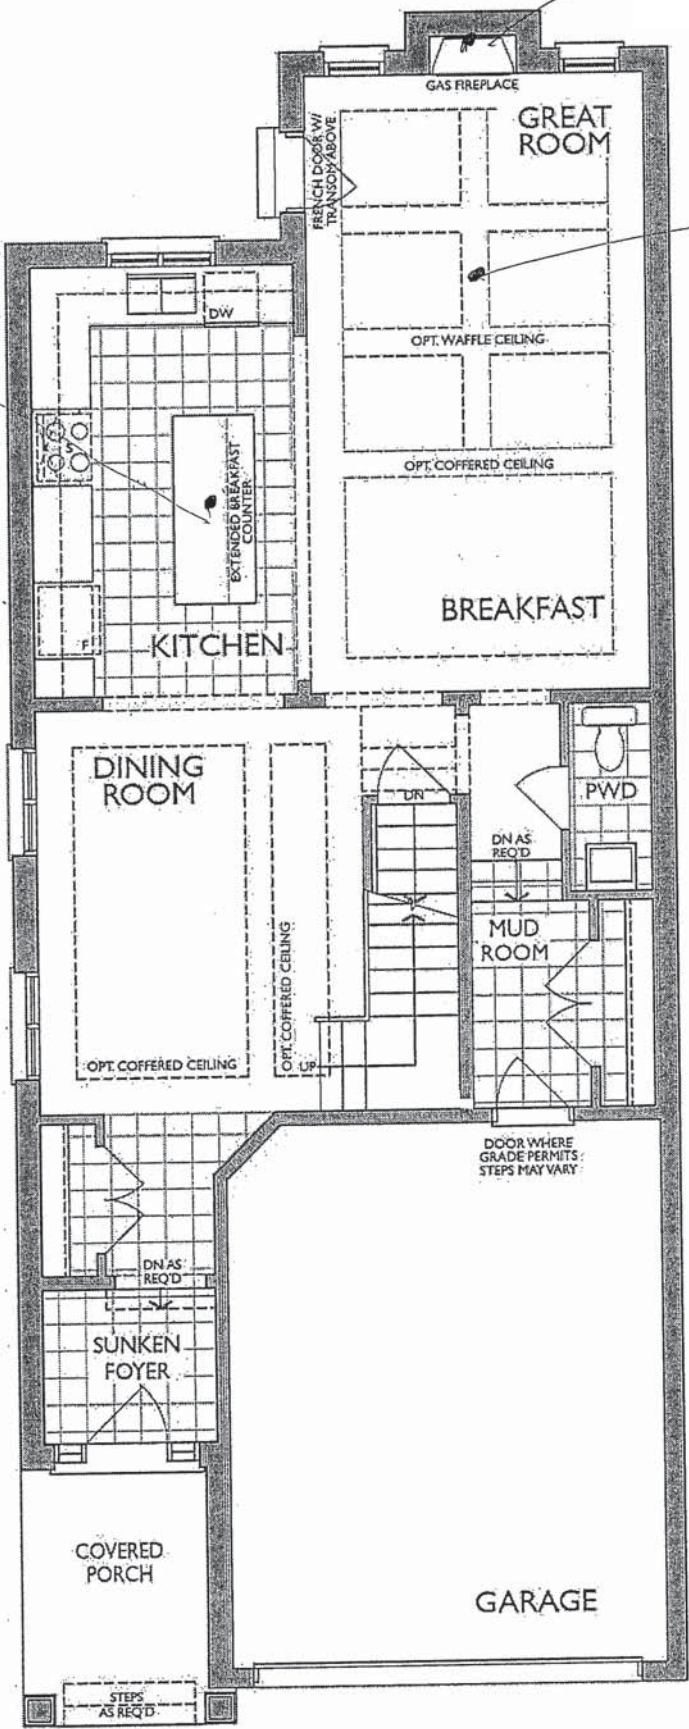 GAS FIREPLACE
GREAT
ROOM
FRENCH DOOR W/
TRANSOM ABOVE
DW
OPT. WAFFLE CEILING
OPT. COFFERED CEILING
EXTENDED BREAKFAST
COUNTER
S
BREAKFAST
F
KITCHEN
DINING
ROOM
DN
PWD
DN AS
REQ'D
MUD
ROOM
OPT. COFFERED CEILING
OPT. COFFERED CEILING
UP
DOOR WHERE
GRADE PERMITS
STEPS MAY VARY
DN AS
REQ'D
SUNKEN
FOYER
COVERED
PORCH
GARAGE
STEPS
AS REQ'D